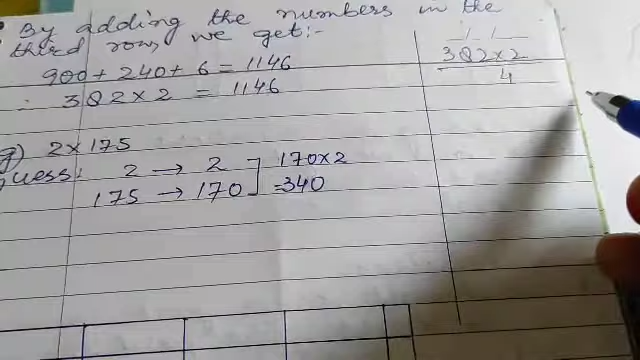 By adding the numbers in the
third row, we get:-
900 + 240 + 6 = 1146
∴ 382 × 2 = 1146
382×2
4
g) 2×175
guess: 2 → 2 ] 170×2
175 → 170 ] =340